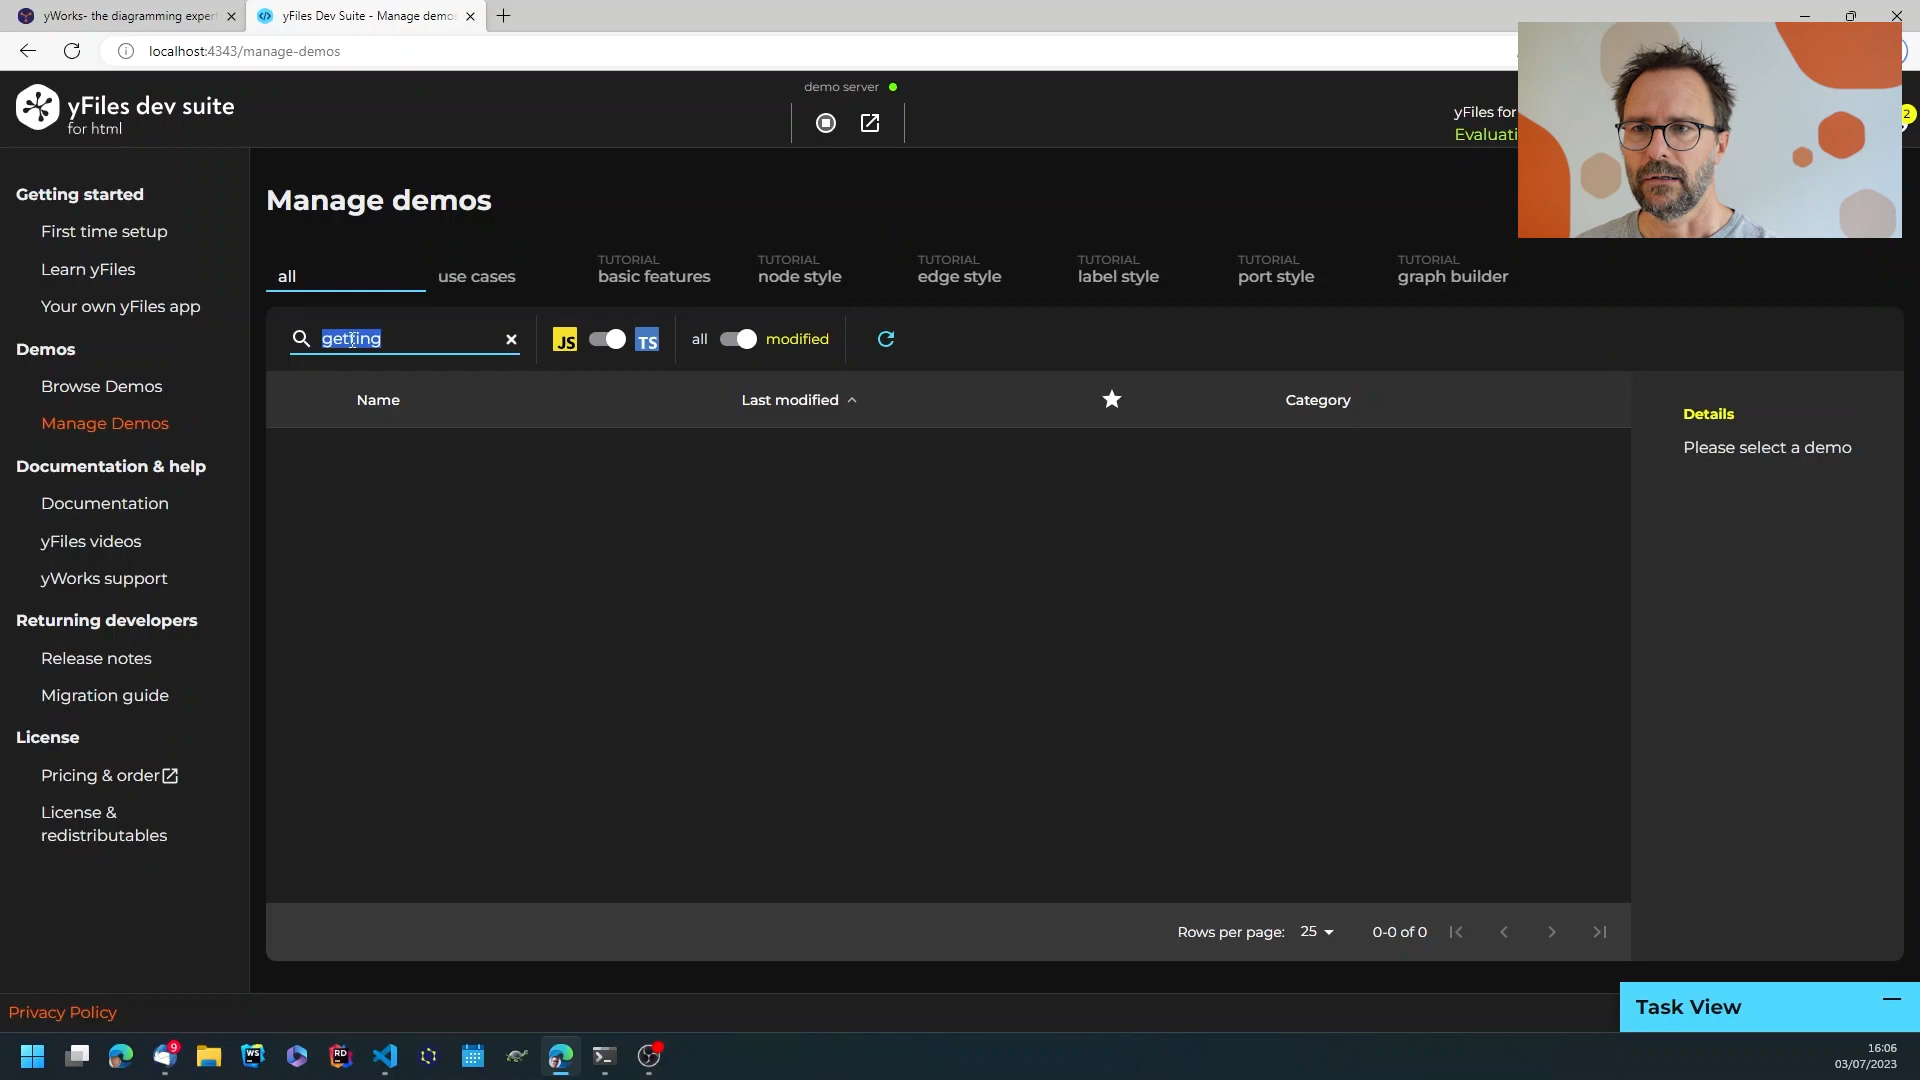 yWorks- the diagramming exper
yFiles Dev Suite - Manage demos
localhost:4343/manage-demos
yFiles dev suite
for html
demo server
yFiles for
Evaluati
2
Getting started
First time setup
Learn yFiles
Your own yFiles app
Demos
Browse Demos
Manage Demos
Documentation & help
Documentation
yFiles videos
yWorks support
Returning developers
Release notes
Migration guide
License
Pricing & order
License &
redistributables
Manage demos
all
use cases
TUTORIAL
basic features
TUTORIAL
node style
TUTORIAL
edge style
TUTORIAL
label style
TUTORIAL
port style
TUTORIAL
graph builder
getting
JS
TS
all
modified
Name
Last modified
Category
Details
Please select a demo
Rows per page: 25
0-0 of 0
Privacy Policy
Task View
9
WS
RD
16:06
03/07/2023